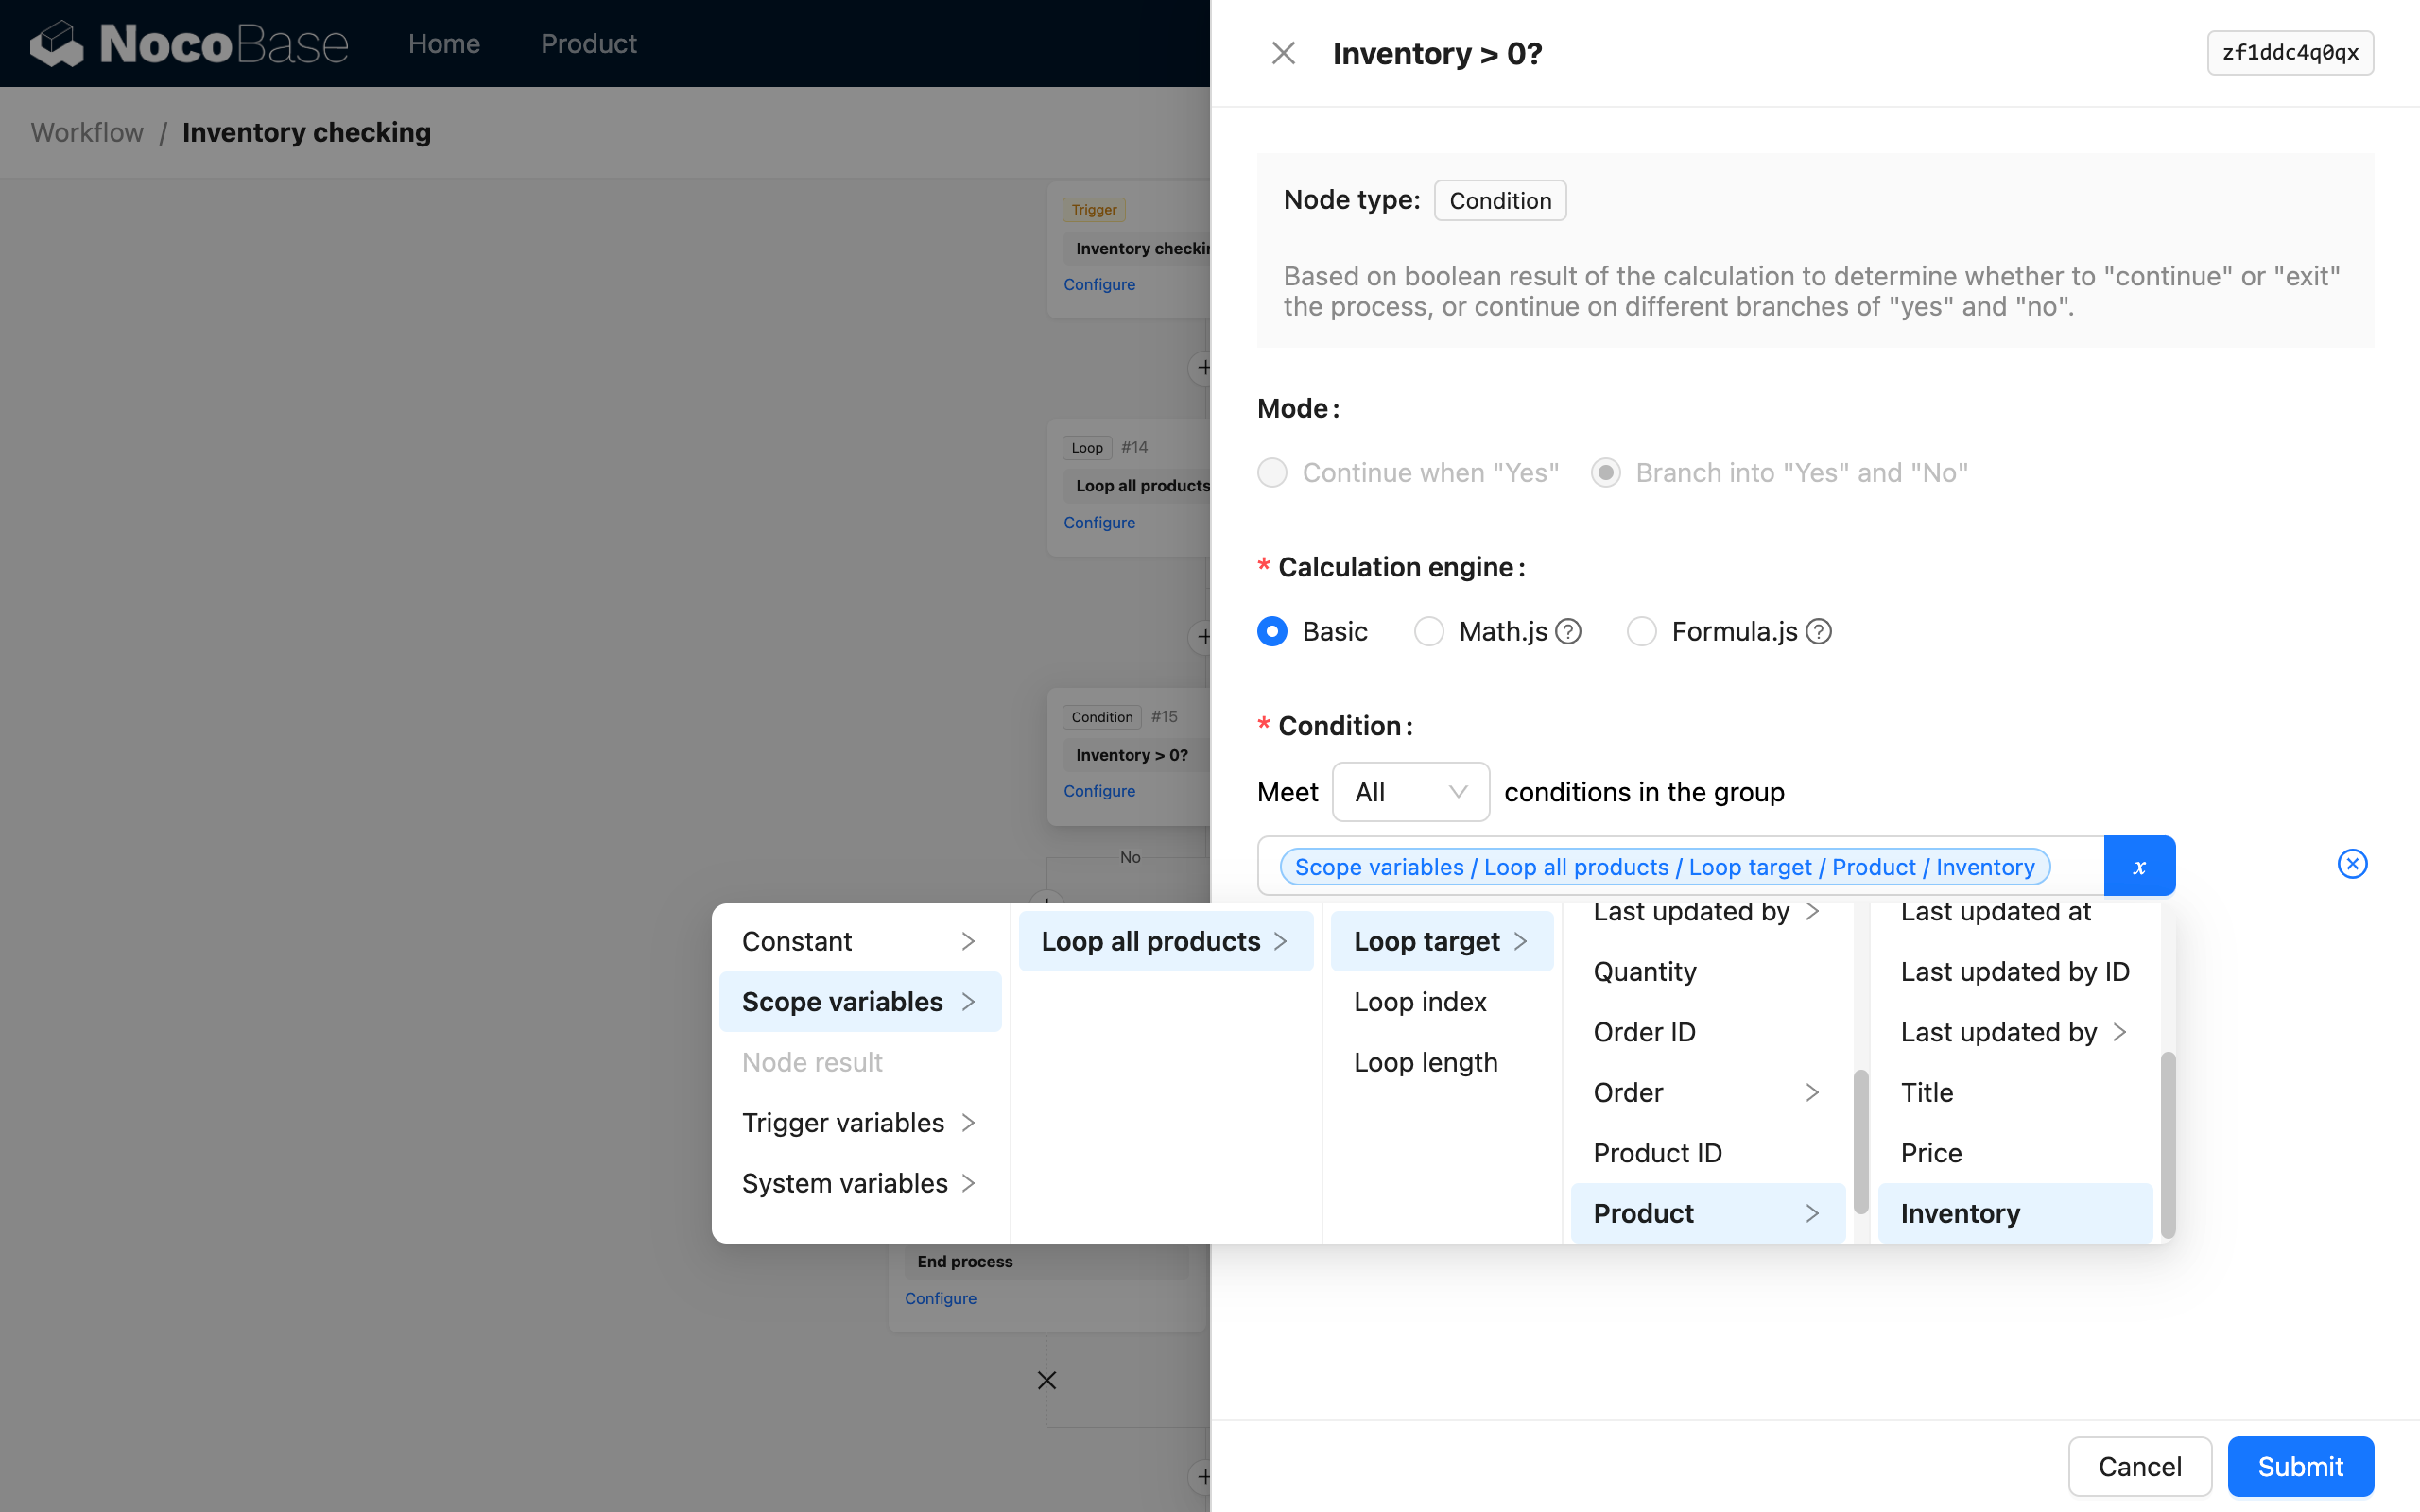 NocoBase Home Product
Workflow / Inventory checking
Trigger
Configure
Loop #14
Loop all products
Configure
Condition #15
Inventory > 0?
Configure
No
End process
Configure
Inventory > 0?
zf1ddc4q0qx
Node type: Condition
Based on boolean result of the calculation to determine whether to "continue" or "exit"
the process, or continue on different branches of "yes" and "no".
Mode:
Continue when "Yes" Branch into "Yes" and "No"
* Calculation engine:
Basic Math.js Formula.js
* Condition:
Meet All conditions in the group
Scope variables / Loop all products / Loop target / Product / Inventory x
Constant
Scope variables
Node result
Trigger variables
System variables
Loop all products
Loop target
Loop index
Loop length
Last updated by
Quantity
Order ID
Order
Product ID
Product
Last updated at
Last updated by ID
Last updated by
Title
Price
Inventory
Cancel Submit